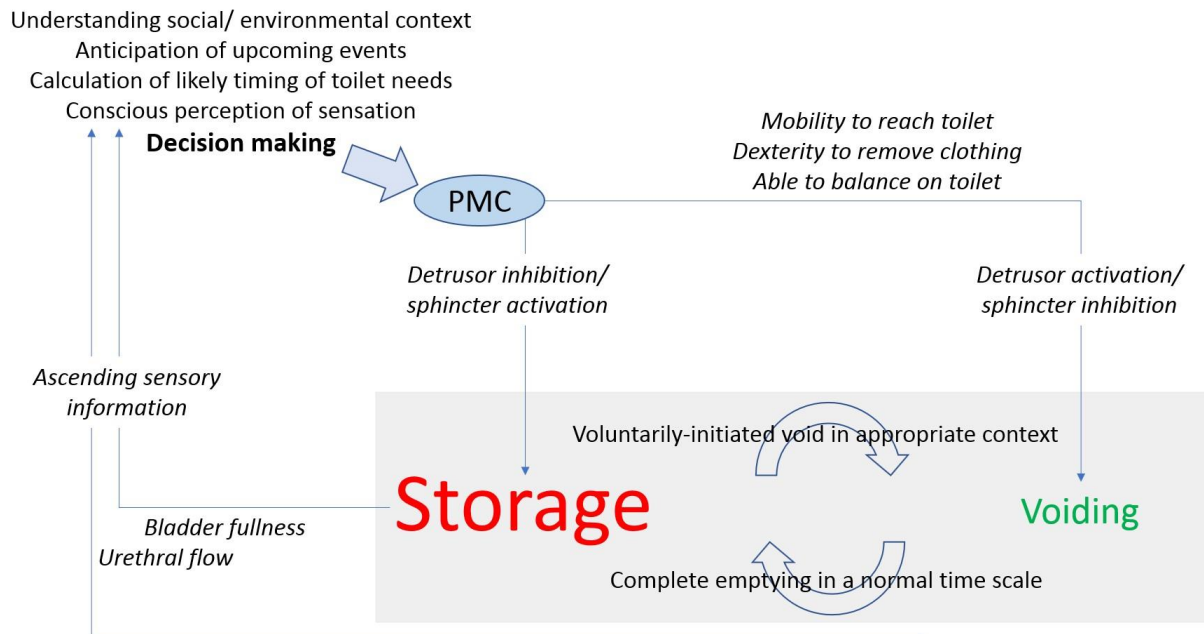 Understanding social/ environmental context
Anticipation of upcoming events
Calculation of likely timing of toilet needs
Conscious perception of sensation
Decision making
Mobility to reach toilet
Dexterity to remove clothing
Able to balance on toilet
PMC
Detrusor inhibition/
sphincter activation
Detrusor activation/
sphincter inhibition
Ascending sensory
information
Voluntarily-initiated void in appropriate context
Storage
Voiding
Bladder fullness
Urethral flow
Complete emptying in a normal time scale